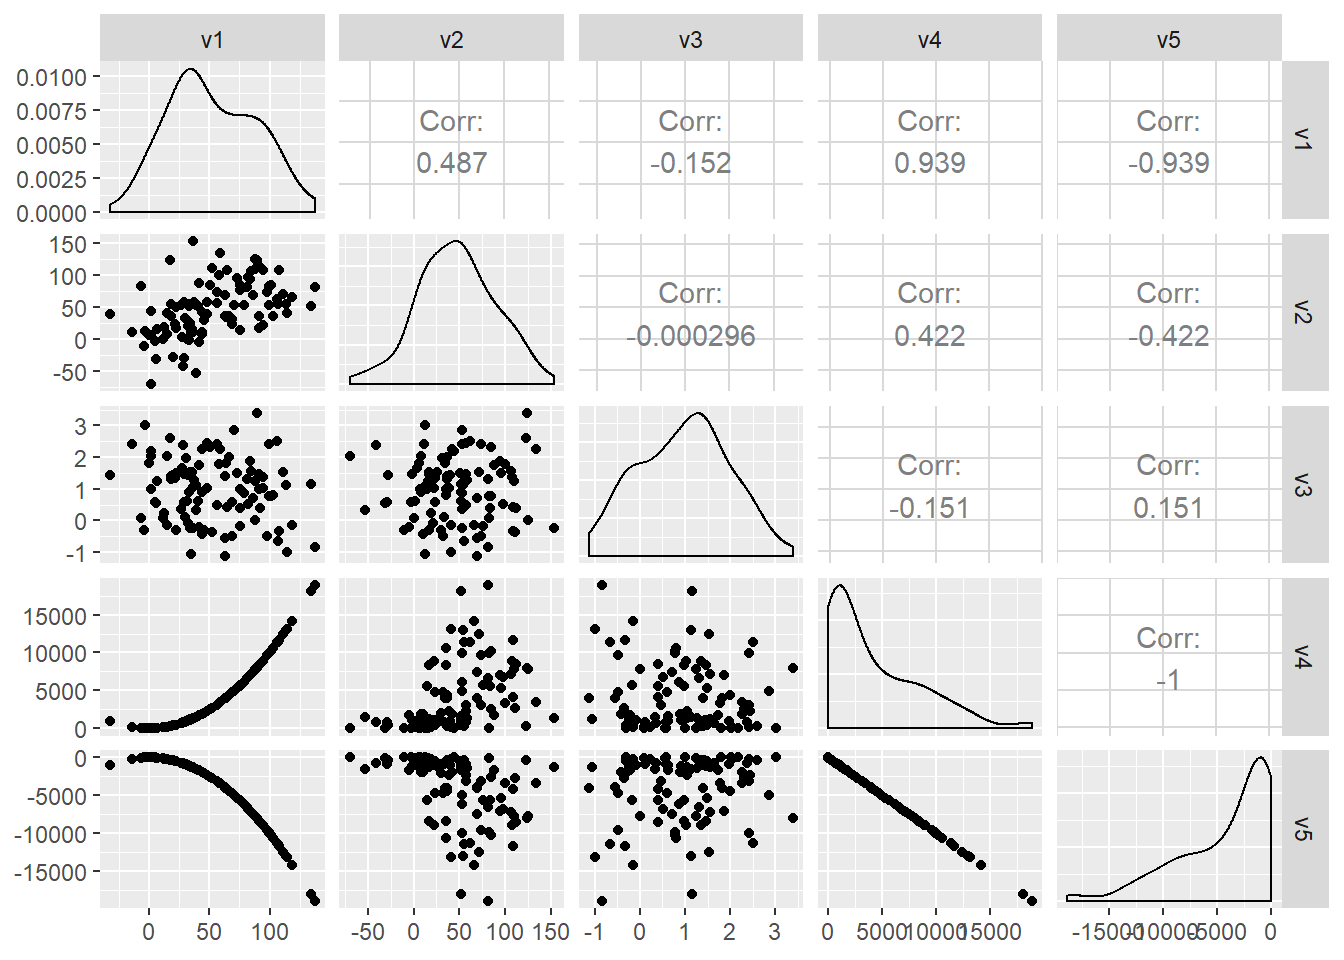 v1 v2 v3 v4 v5
0.0100
0.0075
0.0050
0.0025
0.0000
Corr:
0.487
Corr:
-0.152
Corr:
0.939
Corr:
-0.939
v1
150
100
50
0
-50
Corr:
-0.000296
Corr:
0.422
Corr:
-0.422
v2
3
2
1
0
-1
Corr:
-0.151
Corr:
0.151
v3
15000
10000
5000
0
Corr:
-1
v4
0
-5000
-10000
-15000
v5
0 50 100
-50 0 50 100 150
-1 0 1 2 3
0 5000 10000 15000
-15000 -10000 -5000 0